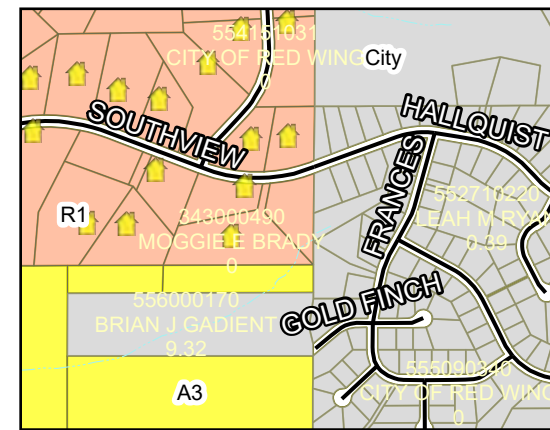 554151031
CITY OF RED WING
0
City
SOUTHVIEW
HALLQUIST
FRANCES
552710220
LEAH M RYAN
0.39
R1
343000490
MOGGIE E BRADY
0
556000170
BRIAN J GADIENT
9.32
GOLD FINCH
A3
555090340
CITY OF RED WING
0